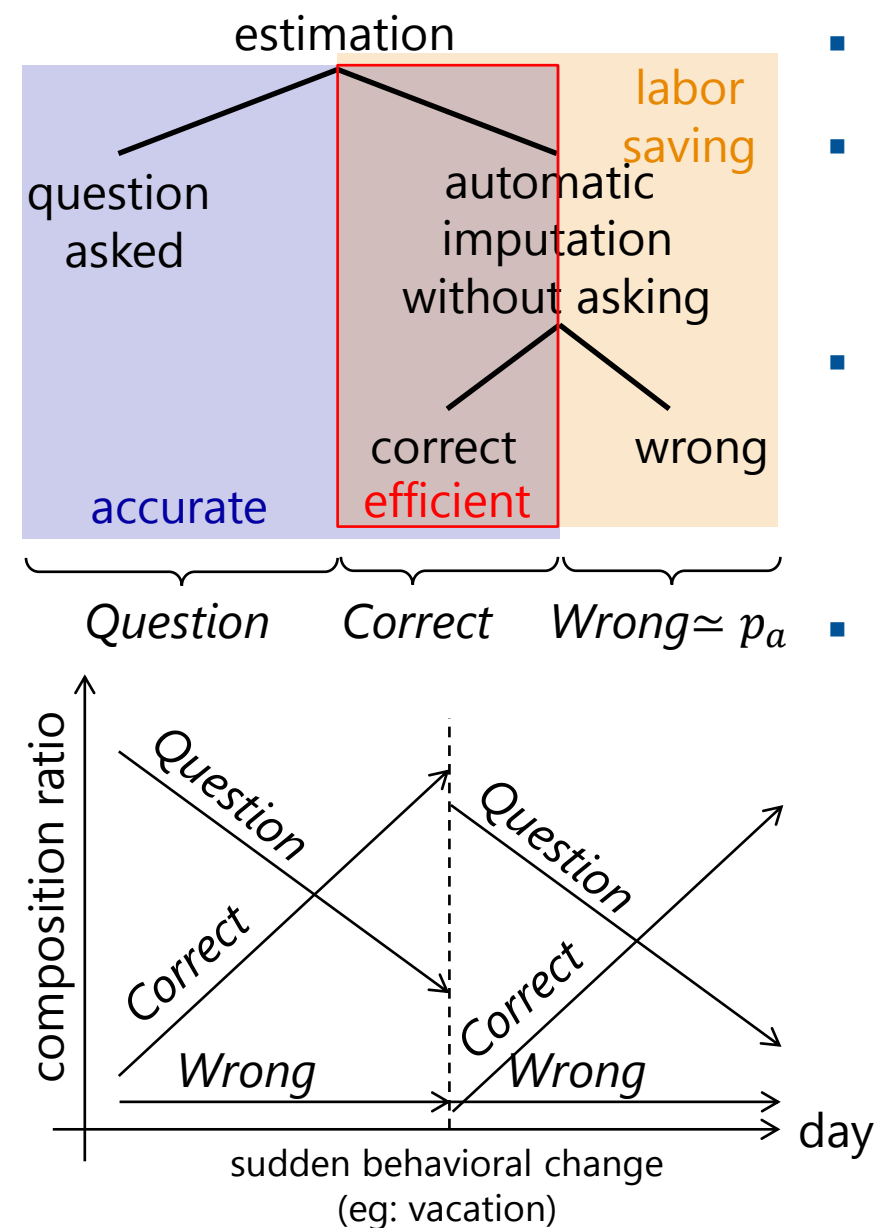 estimation
labor
saving
question
asked
automatic
imputation
without asking
correct
wrong
accurate
efficient
Question
Correct
Wrong≃ pₐ
composition ratio
Question
Correct
Wrong
Question
Correct
Wrong
day
sudden behavioral change
(eg: vacation)